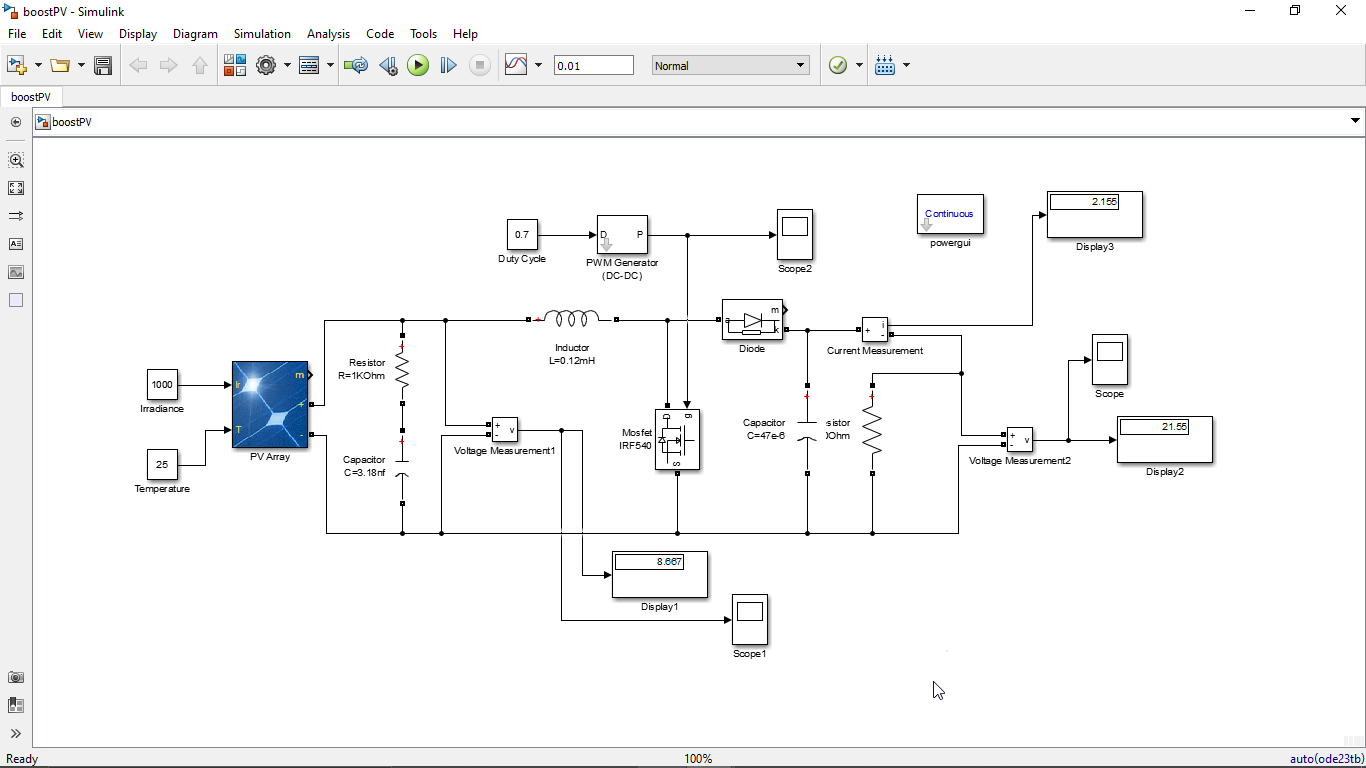 boostPV - Simulink
File Edit View Display Diagram Simulation Analysis Code Tools Help
0.01
Normal
boostPV
boostPV
Continuous
powergui
2.155
Display3
0.7
Duty Cycle
D
P
PWM Generator
(DC-DC)
Scope2
Inductor
L=0.12mH
a
m
k
Diode
+
i
-
Current Measurement
Resistor
R=1KOhm
1000
Irradiance
25
Temperature
Ir
T
m
+
-
PV Array
Capacitor
C=3.18nf
+
-
v
Voltage Measurement1
Mosfet
IRF540
D
g
S
Capacitor
C=47e-6
sistor
0Ohm
+
-
v
Voltage Measurement2
Scope
21.55
Display2
8.667
Display1
Scope1
Ready
100%
auto(ode23tb)